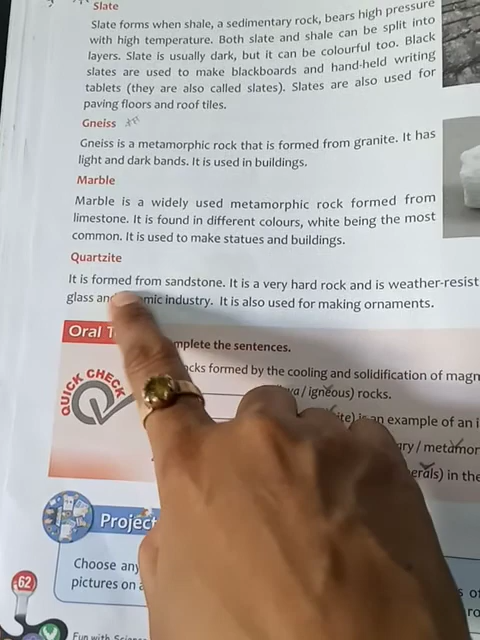 Slate
Slate forms when shale, a sedimentary rock, bears high pressure
with high temperature. Both slate and shale can be split into
layers. Slate is usually dark, but it can be colourful too. Black
slates are used to make blackboards and hand-held writing
tablets (they are also called slates). Slates are also used for
paving floors and roof tiles.
Gneiss
Gneiss is a metamorphic rock that is formed from granite. It has
light and dark bands. It is used in buildings.
Marble
Marble is a widely used metamorphic rock formed from
limestone. It is found in different colours, white being the most
common. It is used to make statues and buildings.
Quartzite
It is formed from sandstone. It is a very hard rock and is weather-resist
glass and mic industry. It is also used for making ornaments.
Oral T
mplete the sentences.
QUICK CHECK
cks formed by the cooling and solidification of magm
va / igneous) rocks.
ite) is an example of an i
ary / metamor
erals) in the
Project
Choose any
pictures on a
62
Fun with Science